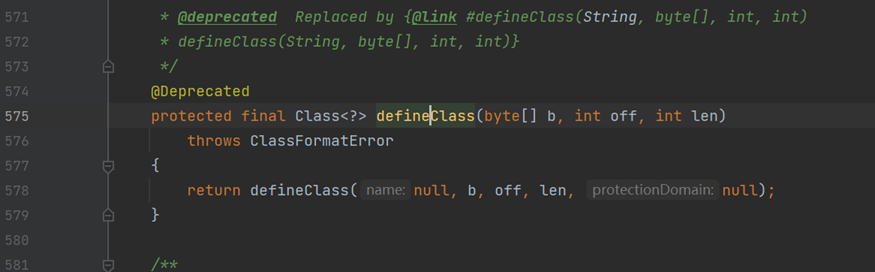 571 * @deprecated Replaced by {@link #defineClass(String, byte[], int, int)
572 * defineClass(String, byte[], int, int)}
573 */
574 @Deprecated
575 protected final Class<?> defineClass(byte[] b, int off, int len)
576 throws ClassFormatError
577 {
578 return defineClass( name: null, b, off, len, protectionDomain: null);
579 }
580
581 /**